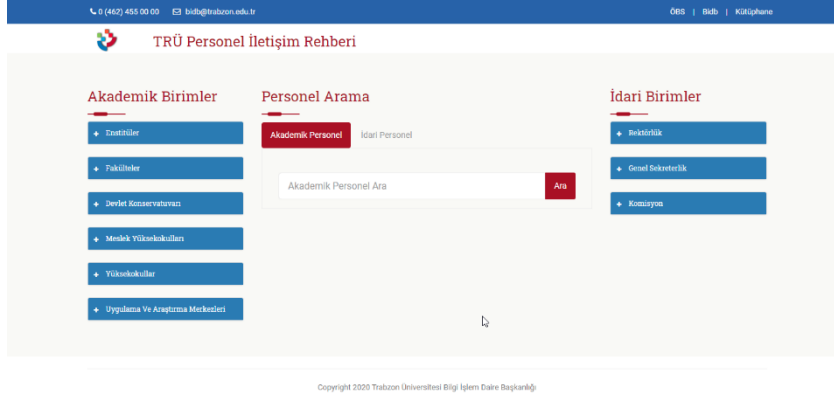 0 (462) 455 00 00 bidb@trabzon.edu.tr ÖBS | Bidb | Kütüphane
TRÜ Personel İletişim Rehberi
Akademik Birimler
+ Enstitüler
+ Fakülteler
+ Devlet Konservatuvarı
+ Meslek Yüksekokulları
+ Yüksekokullar
+ Uygulama Ve Araştırma Merkezleri
Personel Arama
Akademik Personel İdari Personel
Akademik Personel Ara Ara
İdari Birimler
+ Rektörlük
+ Genel Sekreterlik
+ Komisyon
Copyright 2020 Trabzon Üniversitesi Bilgi İşlem Daire Başkanlığı